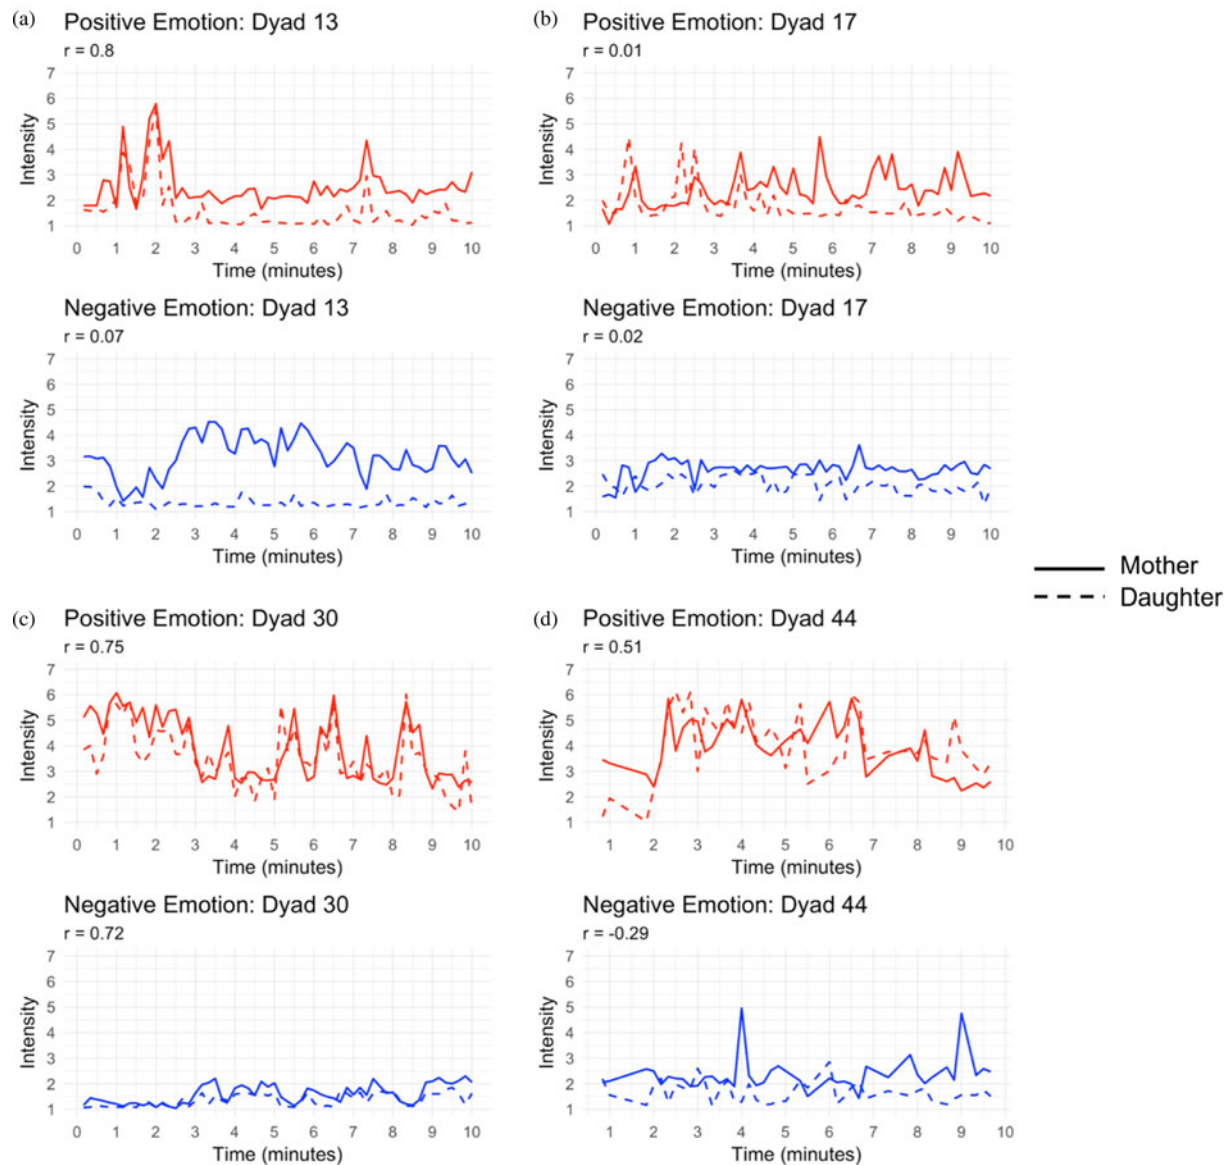 (a) Positive Emotion: Dyad 13
r = 0.8
7
6
5
4
3
2
1
Intensity
0 1 2 3 4 5 6 7 8 9 10
Time (minutes)
Negative Emotion: Dyad 13
r = 0.07
7
6
5
4
3
2
1
Intensity
0 1 2 3 4 5 6 7 8 9 10
Time (minutes)
(b) Positive Emotion: Dyad 17
r = 0.01
7
6
5
4
3
2
1
Intensity
0 1 2 3 4 5 6 7 8 9 10
Time (minutes)
Negative Emotion: Dyad 17
r = 0.02
7
6
5
4
3
2
1
Intensity
0 1 2 3 4 5 6 7 8 9 10
Time (minutes)
Mother
Daughter
(c) Positive Emotion: Dyad 30
r = 0.75
7
6
5
4
3
2
1
Intensity
0 1 2 3 4 5 6 7 8 9 10
Time (minutes)
Negative Emotion: Dyad 30
r = 0.72
7
6
5
4
3
2
1
Intensity
0 1 2 3 4 5 6 7 8 9 10
Time (minutes)
(d) Positive Emotion: Dyad 44
r = 0.51
7
6
5
4
3
2
1
Intensity
1 2 3 4 5 6 7 8 9 10
Time (minutes)
Negative Emotion: Dyad 44
r = -0.29
7
6
5
4
3
2
1
Intensity
1 2 3 4 5 6 7 8 9 10
Time (minutes)